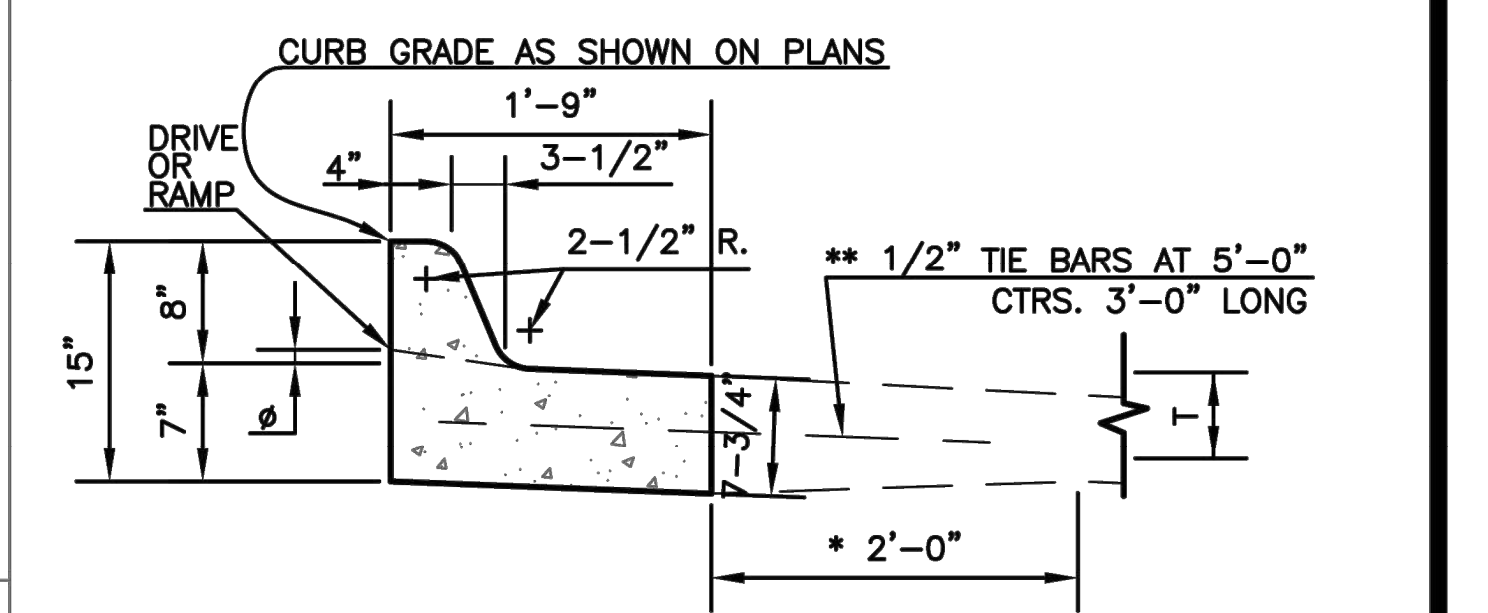 CURB GRADE AS SHOWN ON PLANS
1'-9"
DRIVE
OR
RAMP
4"
3-1/2"
2-1/2" R.
** 1/2" TIE BARS AT 5'-0"
CTRS. 3'-0" LONG
8"
15"
7"
ø
7-3/4"
T
* 2'-0"